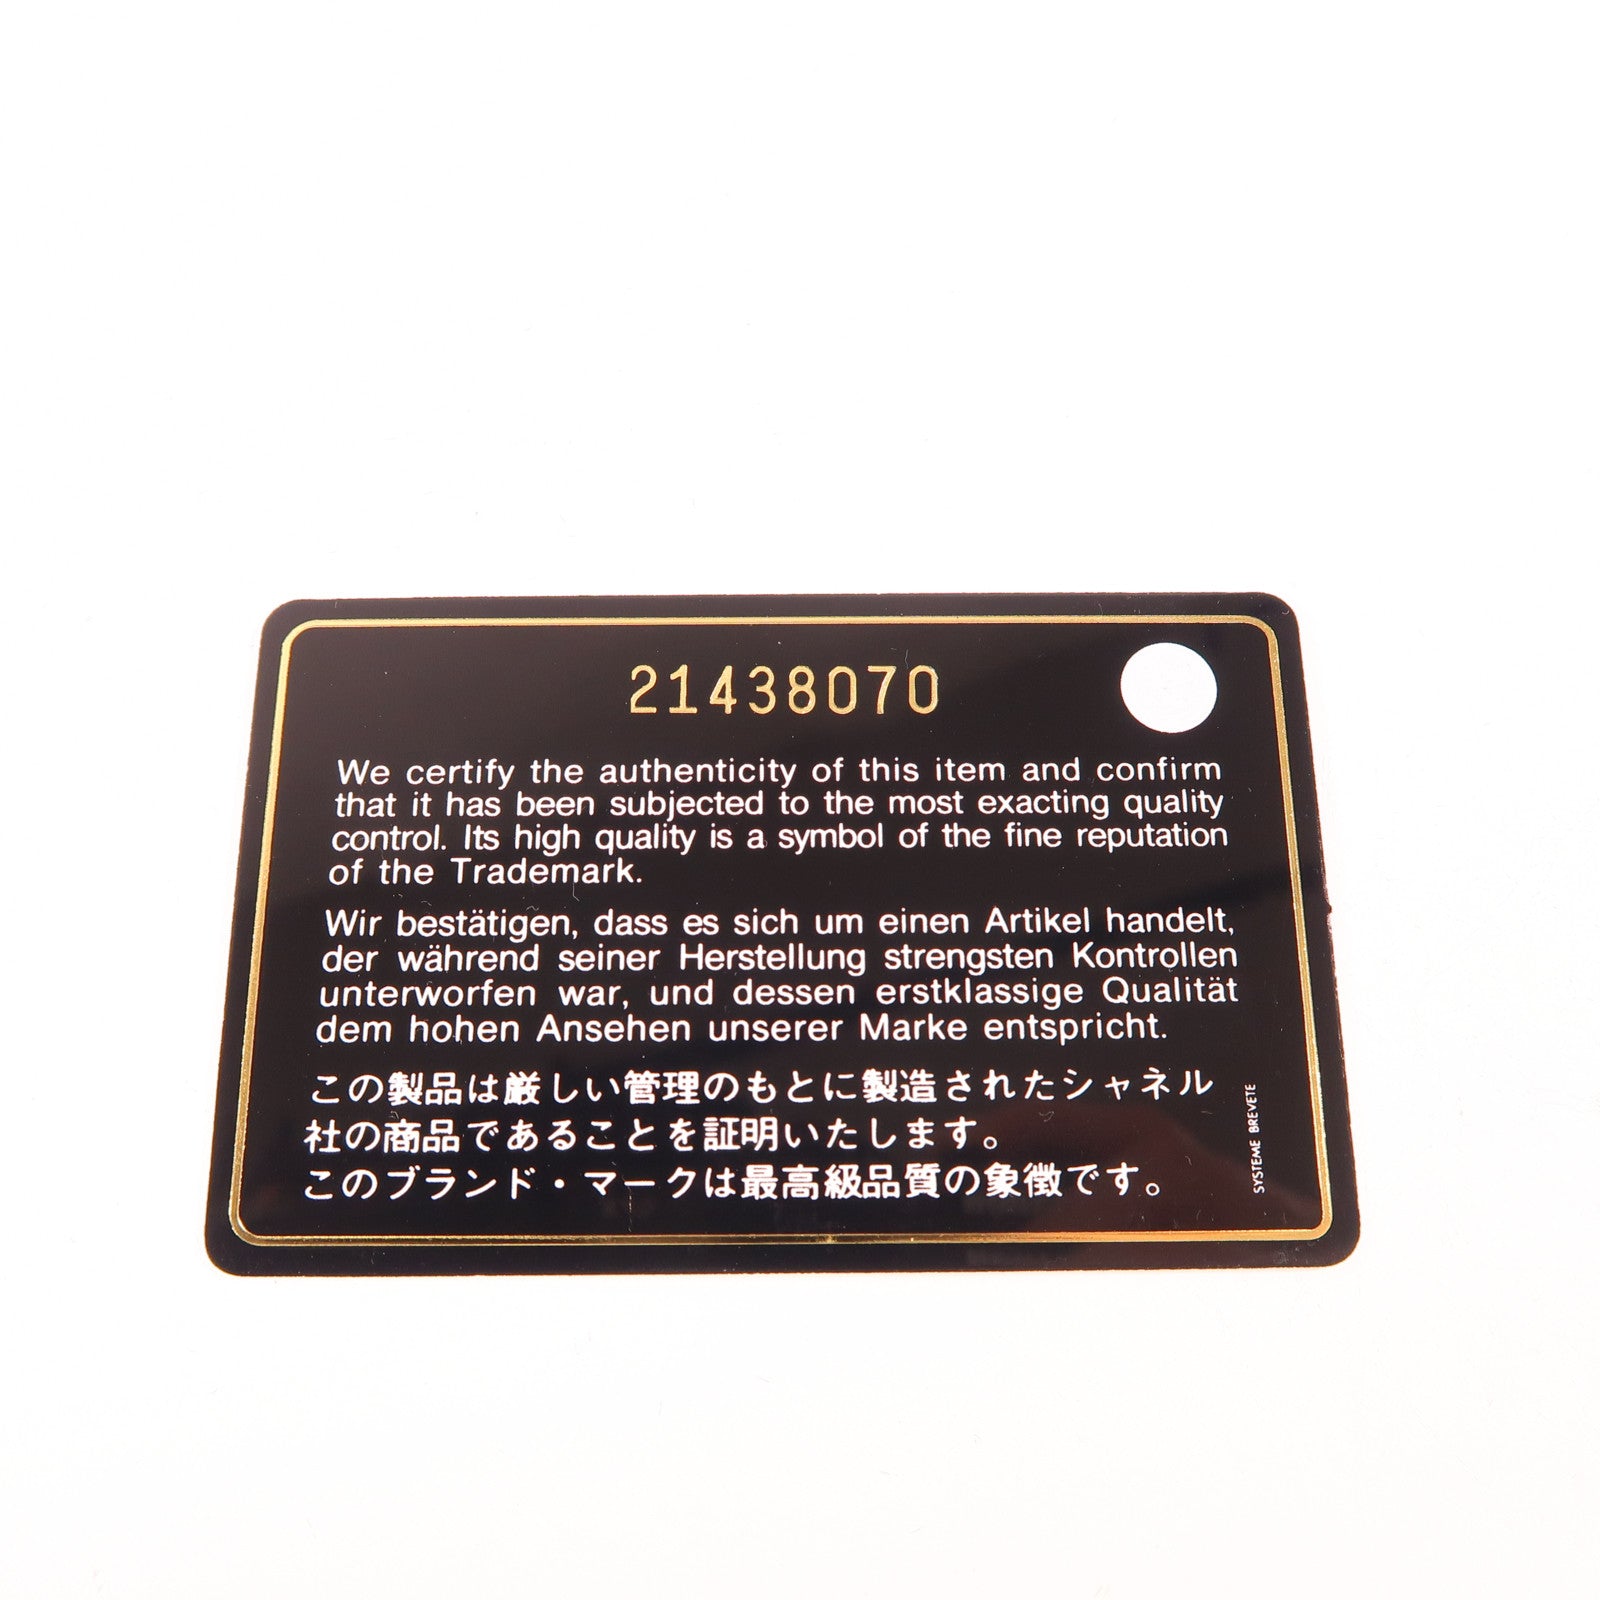 21438070
We certify the authenticity of this item and confirm
that it has been subjected to the most exacting quality
control. Its high quality is a symbol of the fine reputation
of the Trademark.
Wir bestätigen, dass es sich um einen Artikel handelt,
der während seiner Herstellung strengsten Kontrollen
unterworfen war, und dessen erstklassige Qualität
dem hohen Ansehen unserer Marke entspricht.
この製品は厳しい管理のもとに製造されたシャネル
社の商品であることを証明いたします。
このブランド・マークは最高級品質の象徴です。
SYSTEME BREVETE